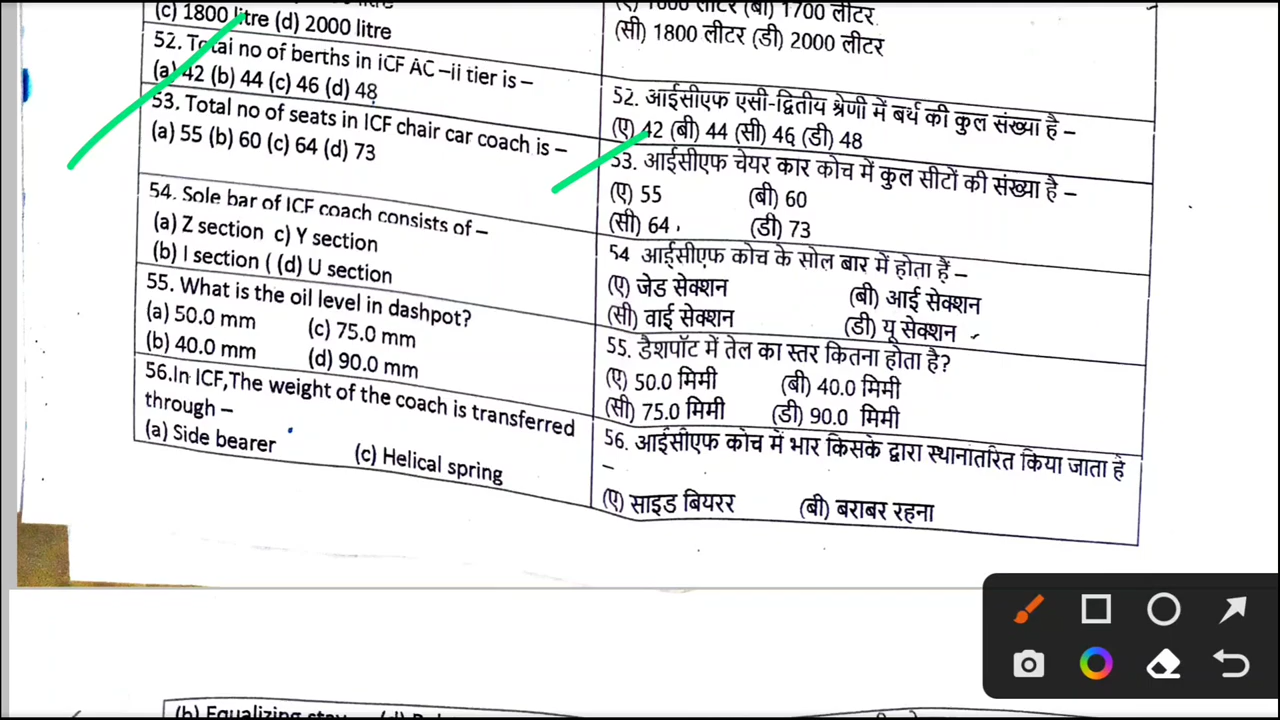 (c) 1800 litre (d) 2000 litre
52. Total no of berths in ICF AC –ii tier is –
(a) 42 (b) 44 (c) 46 (d) 48
53. Total no of seats in ICF chair car coach is –
(a) 55 (b) 60 (c) 64 (d) 73
54. Sole bar of ICF coach consists of –
(a) Z section c) Y section
(b) I section ( (d) U section
55. What is the oil level in dashpot?
(a) 50.0 mm (c) 75.0 mm
(b) 40.0 mm (d) 90.0 mm
56.In ICF,The weight of the coach is transferred
through –
(a) Side bearer (c) Helical spring
(बी) 1700 लीटर
(सी) 1800 लीटर (डी) 2000 लीटर
52. आईसीएफ एसी-द्वितीय श्रेणी में बर्थ की कुल संख्या है –
(ए) 42 (बी) 44 (सी) 46 (डी) 48
53. आईसीएफ चेयर कार कोच में कुल सीटों की संख्या है –
(ए) 55 (बी) 60
(सी) 64 (डी) 73
54 आईसीएफ कोच के सोल बार में होता हैं –
(ए) जेड सेक्शन (बी) आई सेक्शन
(सी) वाई सेक्शन (डी) यू सेक्शन
55. डैशपॉट में तेल का स्तर कितना होता है?
(ए) 50.0 मिमी (बी) 40.0 मिमी
(सी) 75.0 मिमी (डी) 90.0 मिमी
56. आईसीएफ कोच में भार किसके द्वारा स्थानांतरित किया जाता है
–
(ए) साइड बियरर (बी) बराबर रहना
(b) Equalizing stay